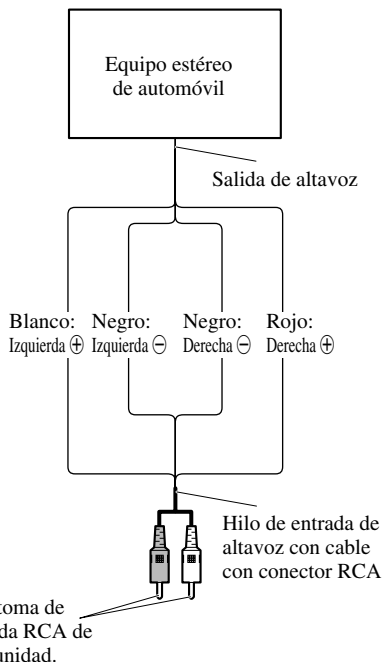 Equipo estéreo
de automóvil
Salida de altavoz
Blanco:
Izquierda ⊕
Negro:
Izquierda ⊖
Negro:
Derecha ⊖
Rojo:
Derecha ⊕
Hilo de entrada de
altavoz con cable
con conector RCA
toma de
RCA de
unidad.